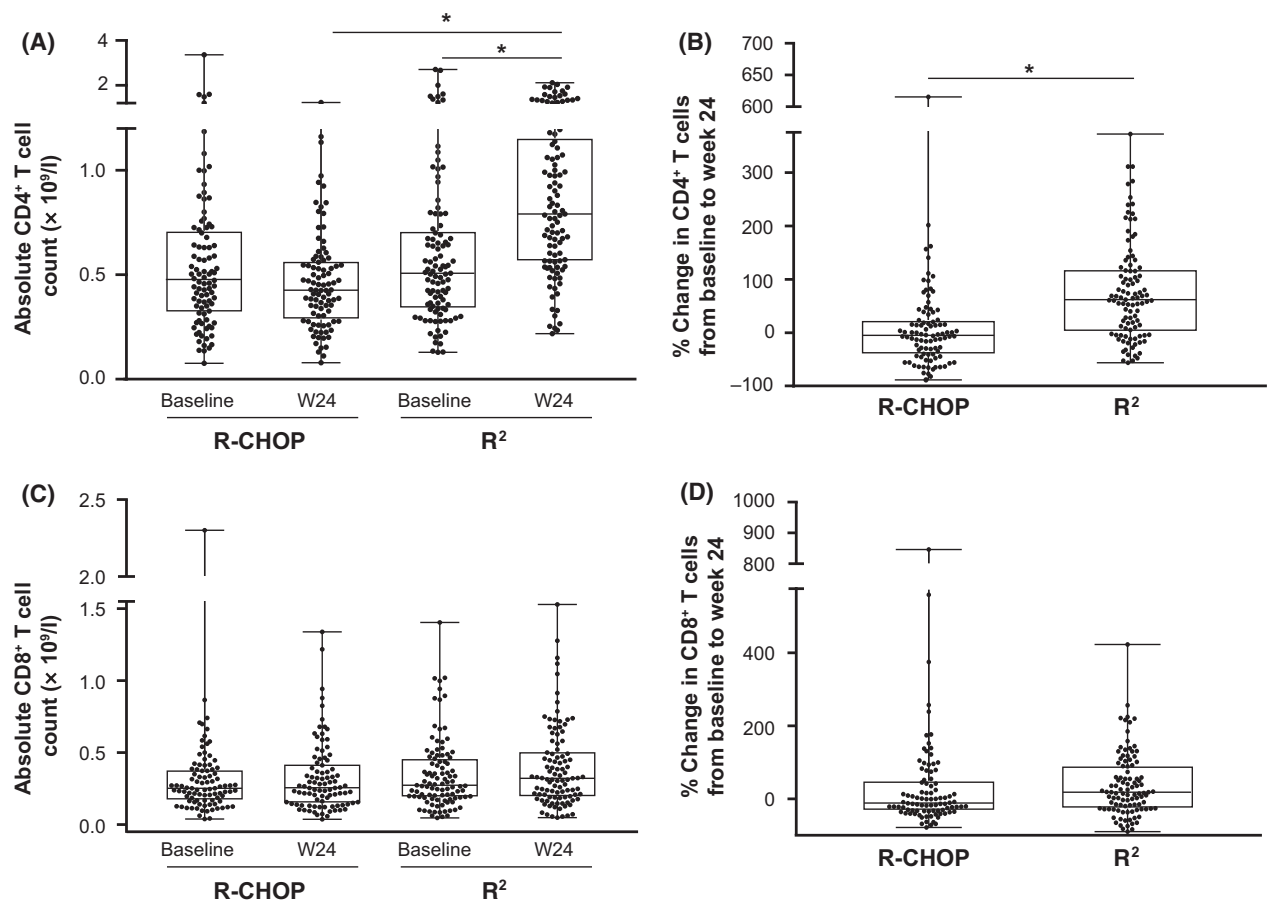 (A)
*
*
4
2
1.0
0.5
0.0
Absolute CD4⁺ T cell
count (× 10⁹/l)
Baseline W24 Baseline W24
R-CHOP R²
(B)
*
700
650
600
300
200
100
0
–100
% Change in CD4⁺ T cells
from baseline to week 24
R-CHOP R²
(C)
2.5
2.0
1.5
1.0
0.5
0.0
Absolute CD8⁺ T cell
count (× 10⁹/l)
Baseline W24 Baseline W24
R-CHOP R²
(D)
1000
900
800
400
200
0
% Change in CD8⁺ T cells
from baseline to week 24
R-CHOP R²